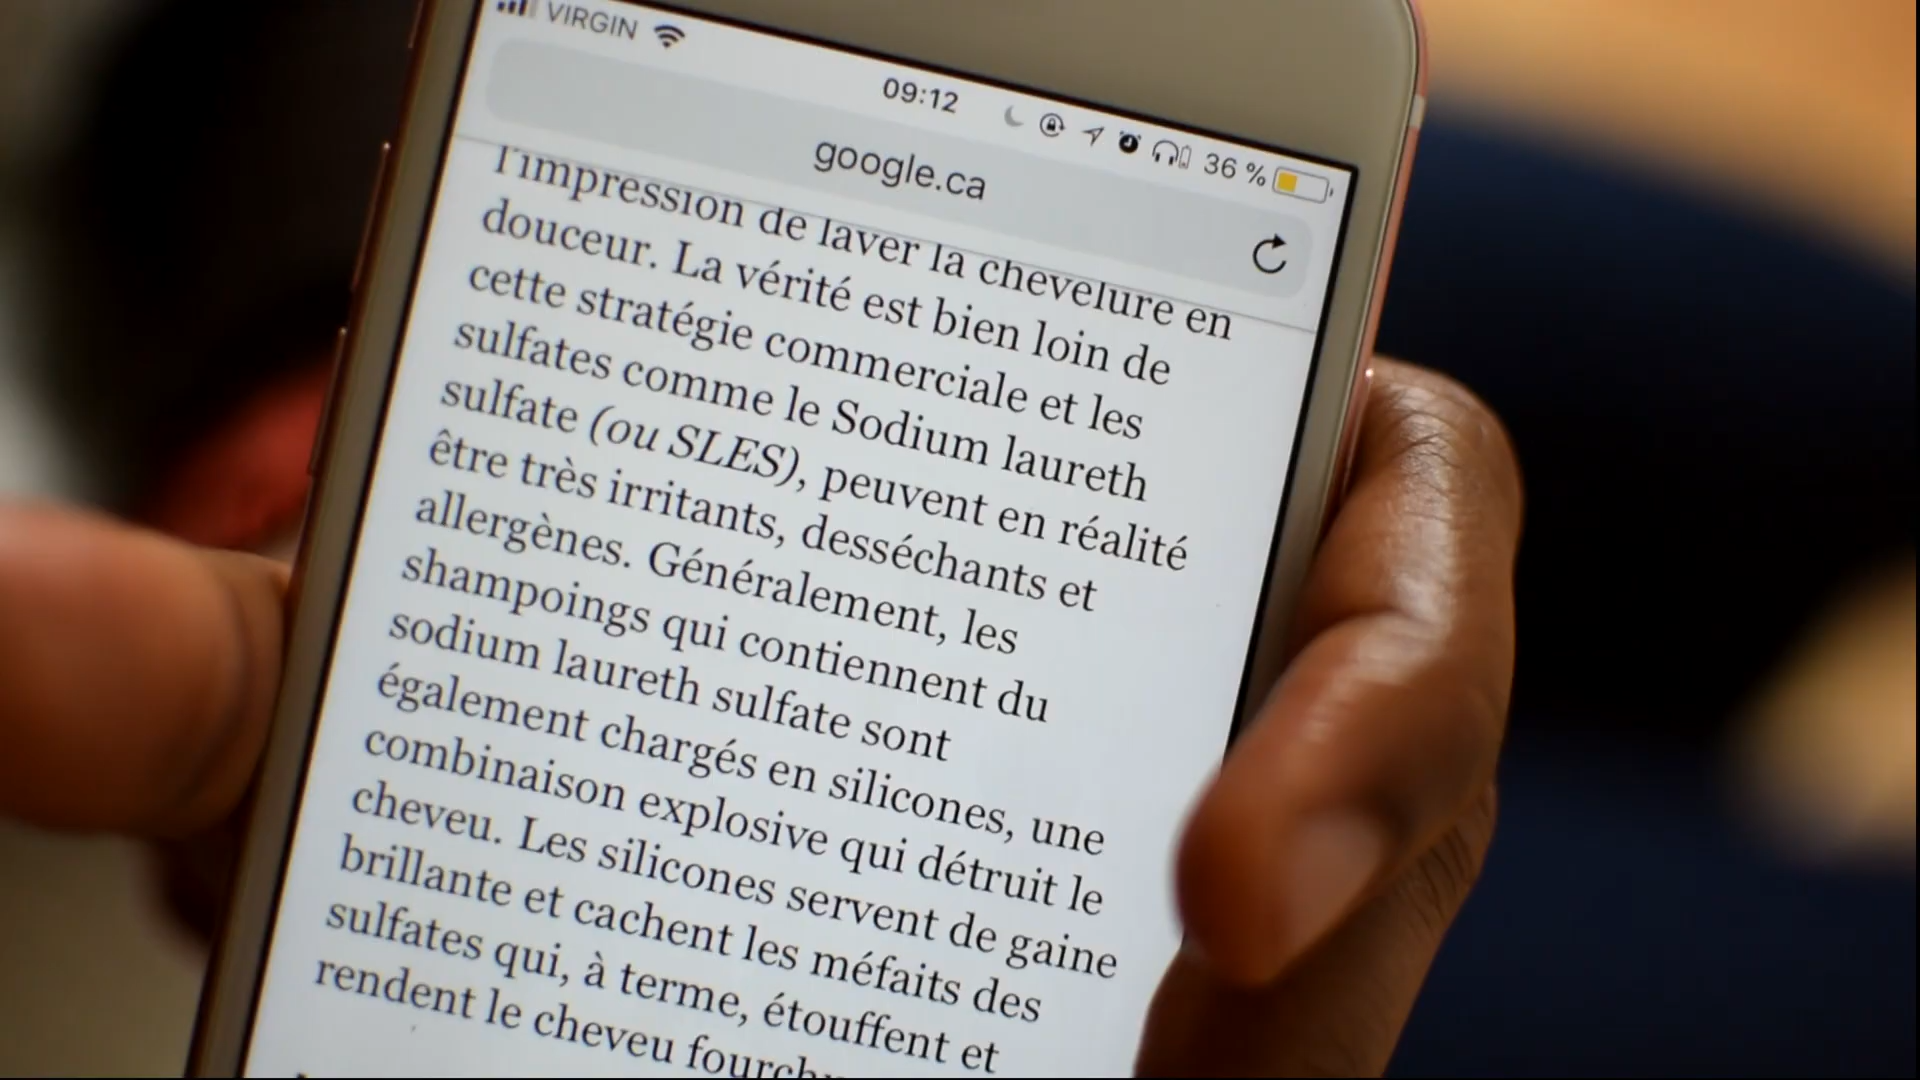 VIRGIN
09:12
36 %
google.ca
l'impression de laver la chevelure en
douceur. La vérité est bien loin de
cette stratégie commerciale et les
sulfates comme le Sodium laureth
sulfate (ou SLES), peuvent en réalité
être très irritants, desséchants et
allergènes. Généralement, les
shampoings qui contiennent du
sodium laureth sulfate sont
également chargés en silicones, une
combinaison explosive qui détruit le
cheveu. Les silicones servent de gaine
brillante et cachent les méfaits des
sulfates qui, à terme, étouffent et
rendent le cheveu